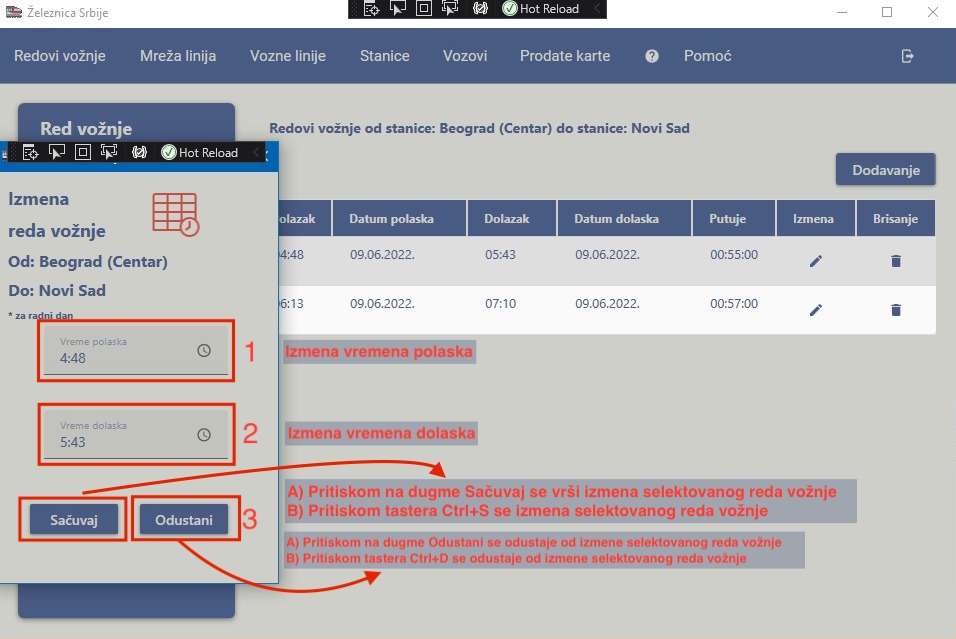 Železnica Srbije
Hot Reload
Redovi vožnje
Mreža linija
Vozne linije
Stanice
Vozovi
Prodate karte
?
Pomoć
Red vožnje
Redovi vožnje od stanice: Beograd (Centar) do stanice: Novi Sad
Hot Reload
Dodavanje
olazak
Datum polaska
Dolazak
Datum dolaska
Putuje
Izmena
Brisanje
4:48
09.06.2022.
05:43
09.06.2022.
00:55:00
6:13
09.06.2022.
07:10
09.06.2022.
00:57:00
Izmena
reda vožnje
Od: Beograd (Centar)
Do: Novi Sad
* za radni dan
Vreme polaska
4:48
1
Izmena vremena polaska
Vreme dolaska
5:43
2
Izmena vremena dolaska
Sačuvaj
Odustani
3
A) Pritiskom na dugme Sačuvaj se vrši izmena selektovanog reda vožnje
B) Pritiskom tastera Ctrl+S se izmena selektovanog reda vožnje
A) Pritiskom na dugme Odustani se odustaje od izmene selektovanog reda vožnje
B) Pritiskom tastera Ctrl+D se odustaje od izmene selektovanog reda vožnje